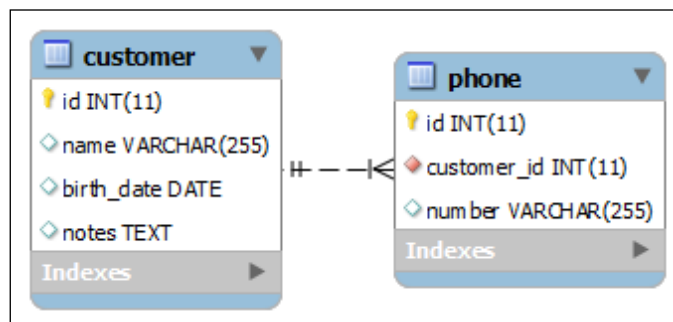 customer
id INT(11)
name VARCHAR(255)
birth_date DATE
notes TEXT
Indexes
phone
id INT(11)
customer_id INT(11)
number VARCHAR(255)
Indexes